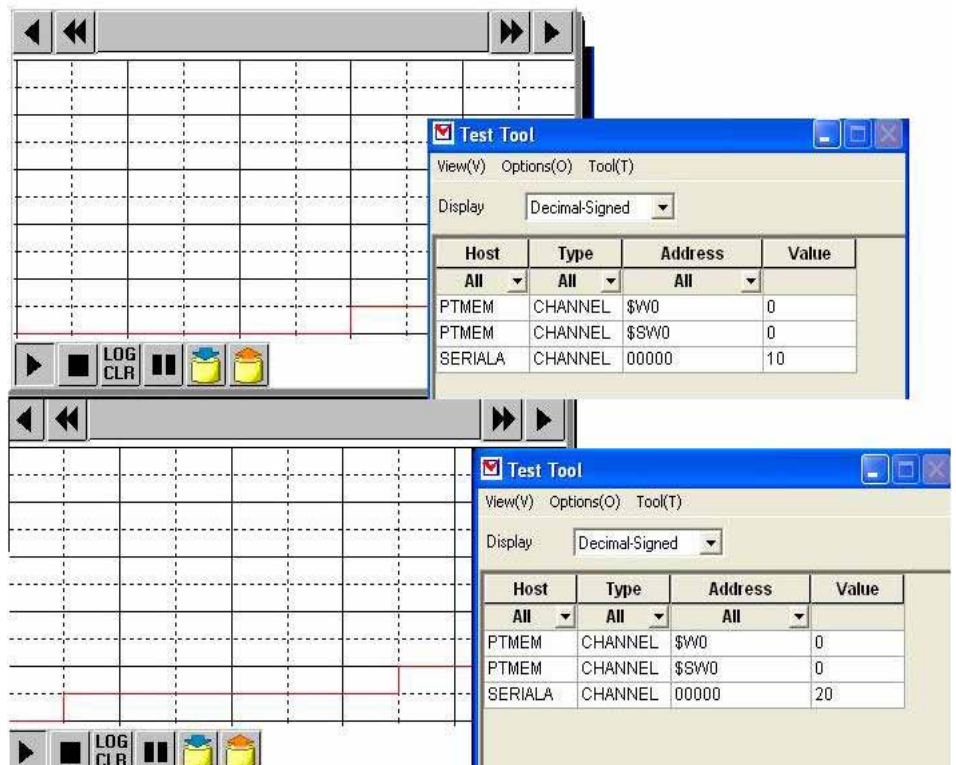 Test Tool
View(V) Options(O) Tool(T)
Display Decimal-Signed
Host Type Address Value
All All All
PTMEM CHANNEL $W0 0
PTMEM CHANNEL $SW0 0
SERIALA CHANNEL 00000 10
LOG
CLR
Test Tool
View(V) Options(O) Tool(T)
Display Decimal-Signed
Host Type Address Value
All All All
PTMEM CHANNEL $W0 0
PTMEM CHANNEL $SW0 0
SERIALA CHANNEL 00000 20
LOG
CLR